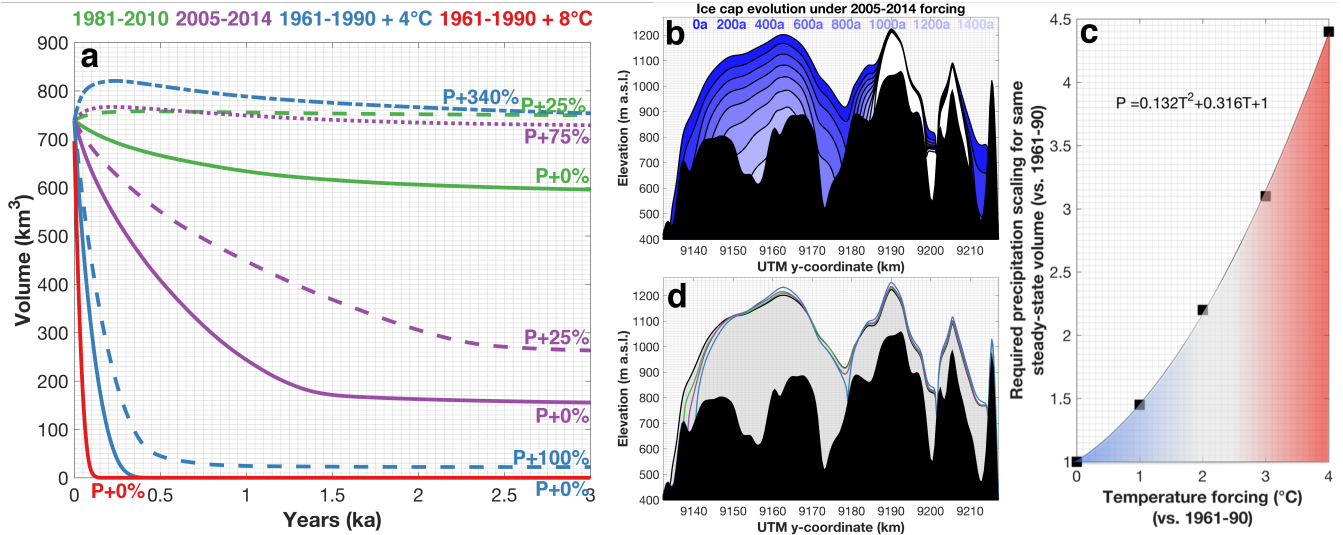 1981-2010 2005-2014 1961-1990 + 4°C 1961-1990 + 8°C
a
900
800
700
600
500
400
300
200
100
0
Volume (km³)
P+340%
P+25%
P+75%
P+0%
P+25%
P+0%
P+100%
P+0%
P+0%
0 0.5 1 1.5 2 2.5 3
Years (ka)
Ice cap evolution under 2005-2014 forcing
b
0a 200a 400a 600a 800a 1000a 1200a 1400a
1200
1100
1000
900
800
700
600
500
400
Elevation (m a.s.l.)
9140 9150 9160 9170 9180 9190 9200 9210
UTM y-coordinate (km)
d
1200
1100
1000
900
800
700
600
500
400
Elevation (m a.s.l.)
9140 9150 9160 9170 9180 9190 9200 9210
UTM y-coordinate (km)
c
4.5
4
3.5
3
2.5
2
1.5
1
Required precipitation scaling for same
steady-state volume (vs. 1961-90)
P =0.132T²+0.316T+1
0 1 2 3 4
Temperature forcing (°C)
(vs. 1961-90)